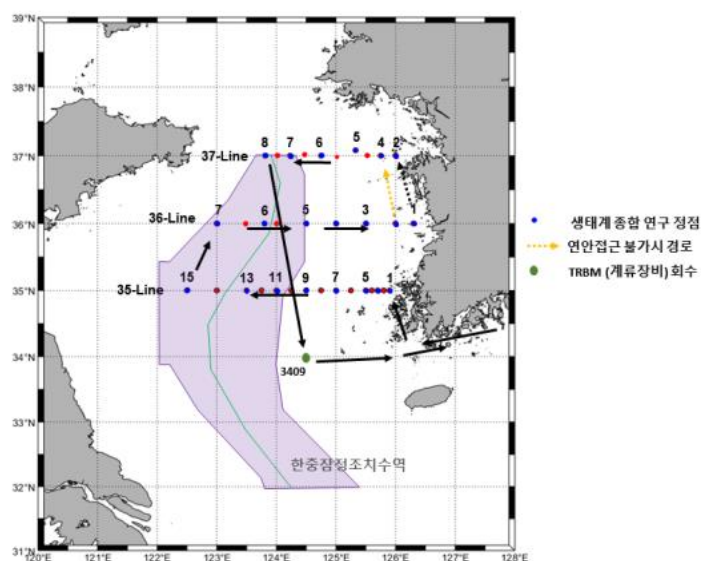 39°N
38°N
37°N
36°N
35°N
34°N
33°N
32°N
31°N
120°E
121°E
122°E
123°E
124°E
125°E
126°E
127°E
128°E
37-Line
8
7
6
5
4
2
36-Line
7
6
5
3
1
35-Line
15
13
11
9
7
5
1
3409
한중잠정조치수역
생태계 종합 연구 정점
연안접근 불가시 경로
TRBM (계류장비) 회수